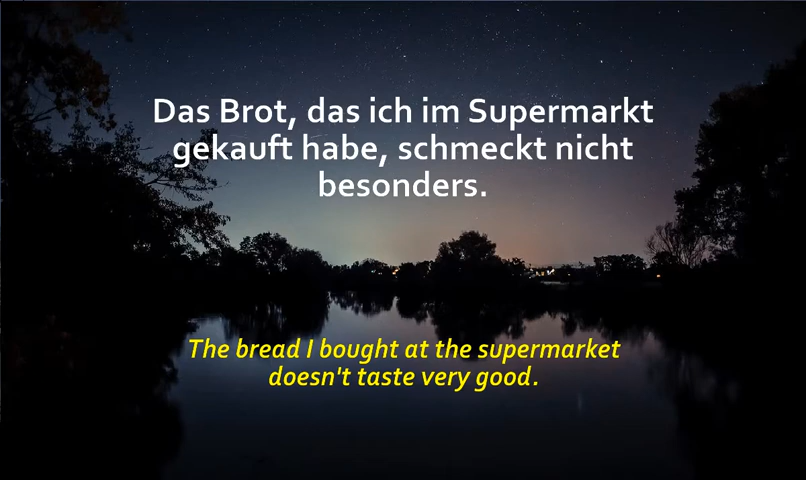 Das Brot, das ich im Supermarkt
gekauft habe, schmeckt nicht
besonders.
The bread I bought at the supermarket
doesn't taste very good.